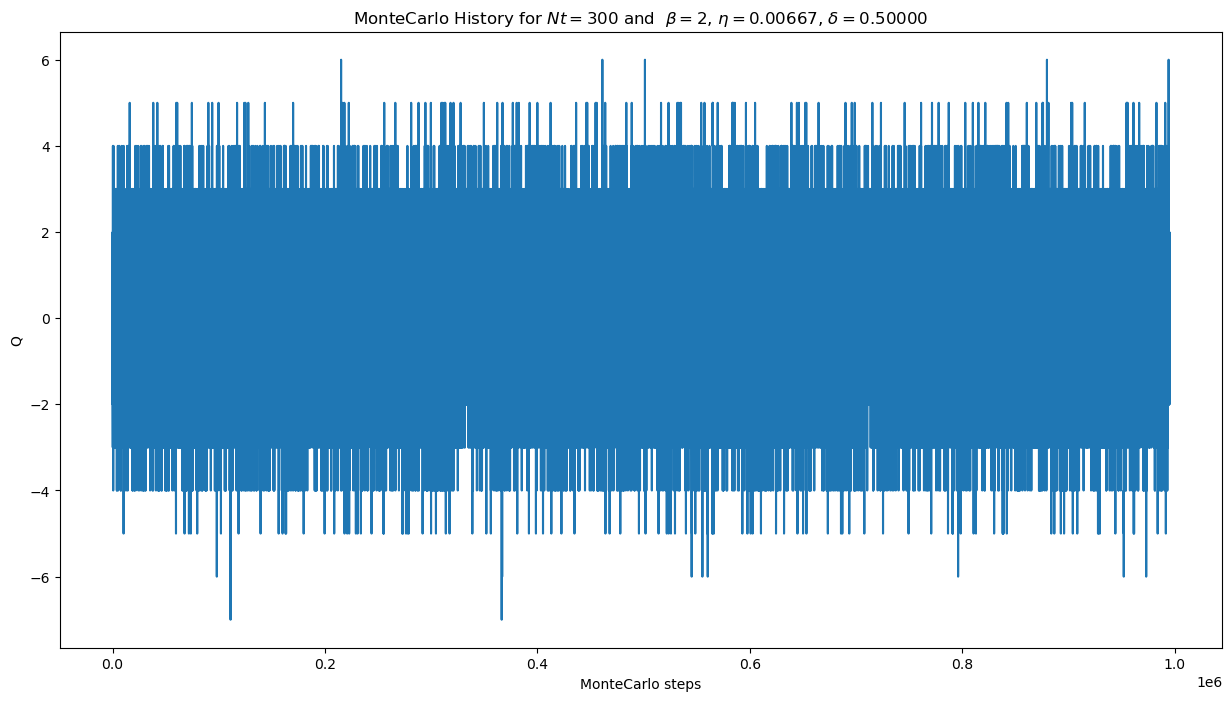 MonteCarlo History for Nt = 300 and β = 2, η = 0.00667, δ = 0.50000
6
4
2
0
−2
−4
−6
Q
0.0 0.2 0.4 0.6 0.8 1.0
1e6
MonteCarlo steps